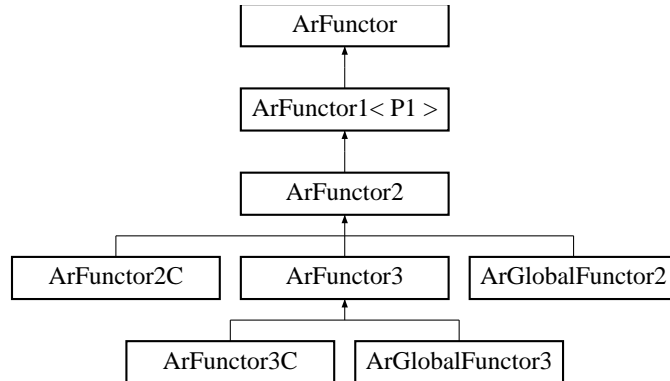 ArFunctor
ArFunctor1< P1 >
ArFunctor2
ArFunctor2C
ArFunctor3
ArGlobalFunctor2
ArFunctor3C
ArGlobalFunctor3